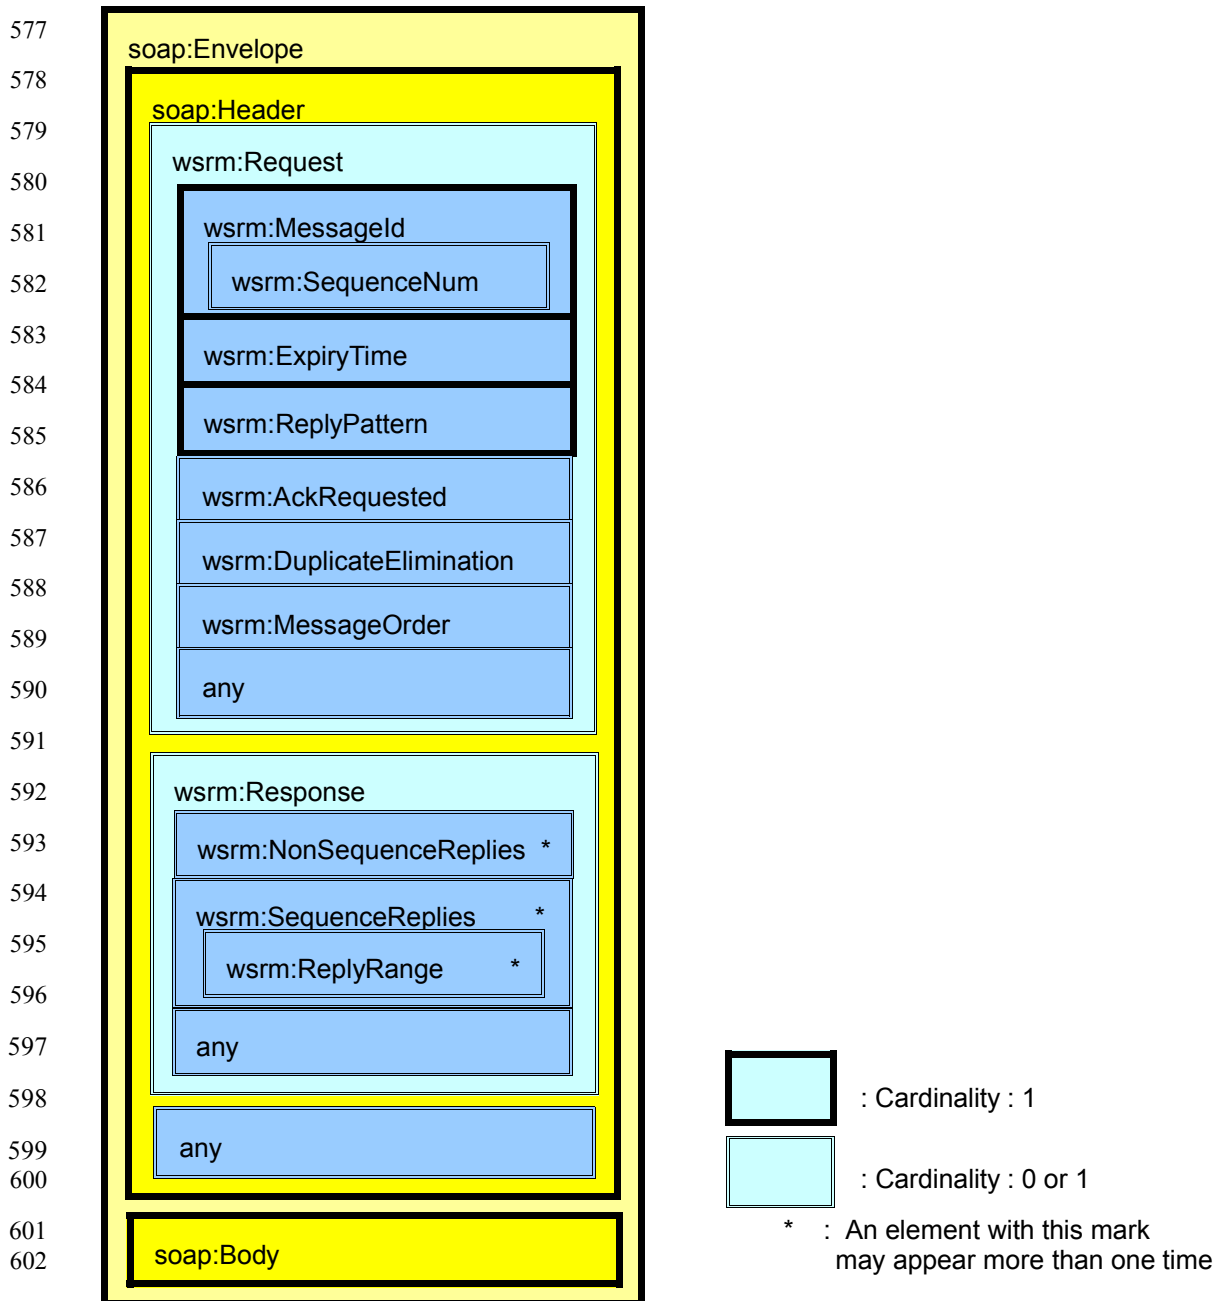 577
soap:Envelope
578
soap:Header
579
wsrm:Request
580
581
wsrm:MessageId
582
wsrm:SequenceNum
583
wsrm:ExpiryTime
584
wsrm:ReplyPattern
585
586
wsrm:AckRequested
587
wsrm:DuplicateElimination
588
589
wsrm:MessageOrder
590
any
591
592
wsrm:Response
593
wsrm:NonSequenceReplies *
594
wsrm:SequenceReplies *
595
wsrm:ReplyRange *
596
597
any
598
: Cardinality : 1
599
any
600
: Cardinality : 0 or 1
601
* : An element with this mark
602
soap:Body
may appear more than one time